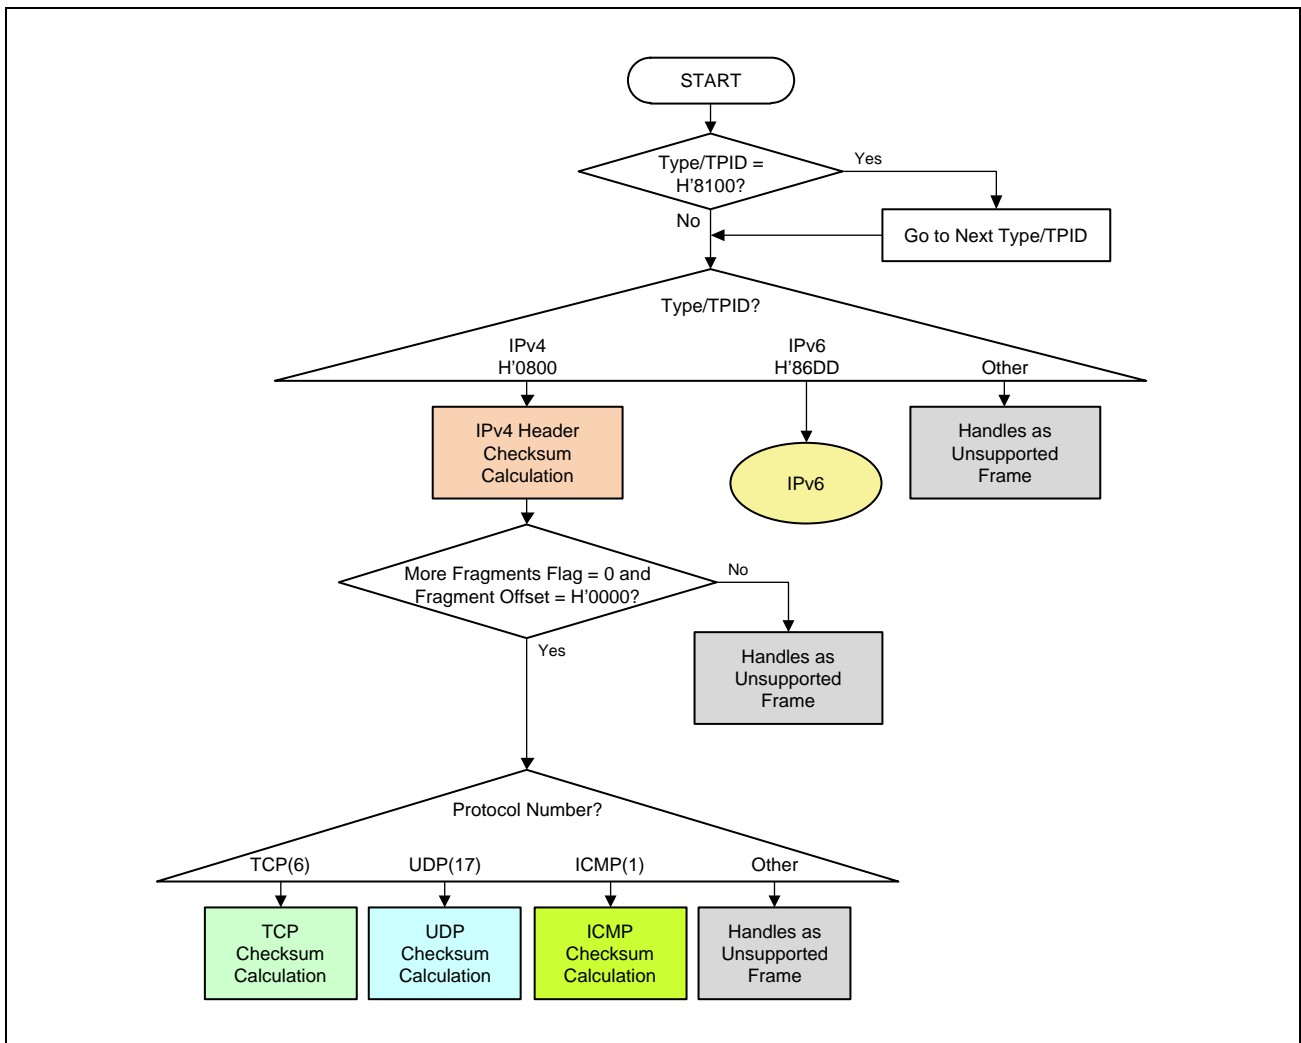 START
Type/TPID =
H'8100?
Yes
No
Go to Next Type/TPID
Type/TPID?
IPv4
H'0800
IPv6
H'86DD
Other
IPv4 Header
Checksum
Calculation
IPv6
Handles as
Unsupported
Frame
More Fragments Flag = 0 and
Fragment Offset = H'0000?
No
Yes
Handles as
Unsupported
Frame
Protocol Number?
TCP(6)
UDP(17)
ICMP(1)
Other
TCP
Checksum
Calculation
UDP
Checksum
Calculation
ICMP
Checksum
Calculation
Handles as
Unsupported
Frame